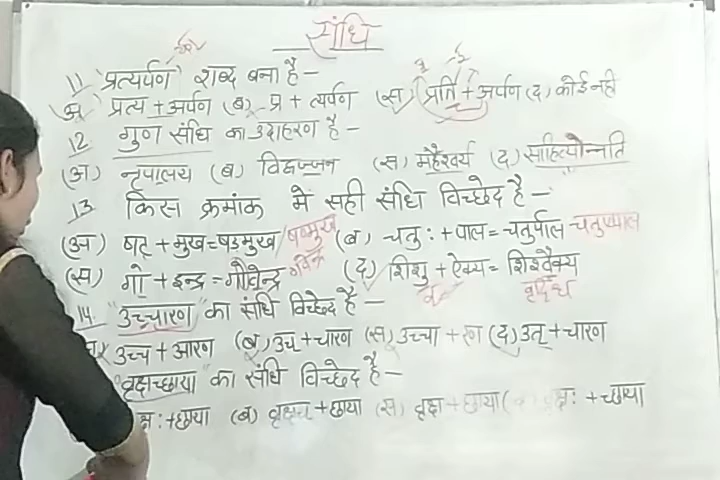 संधि
11 "प्रत्यर्पण" शब्द बना है -
(अ) प्रत्य + अर्पण (ब) प्र + त्यर्पण (स) प्रति + अर्पण (द) कोई नही
12 गुण संधि का उदाहरण है -
(अ) नृपालय (ब) विद्वज्जन (स) महैश्वर्य (द) साहित्योन्नति
13 किस क्रमांक में सही संधि विच्छेद है -
(अ) षट् + मुख = षडमुख / षण्मुख (ब) चतु: + पाल = चतुर्पाल चतुष्पाल
(स) गो + इन्द्र = गौवेन्द्र गविन्द्र (द) शिशु + ऐक्य = शिश्वैक्य
वृद्धि
14. "उच्चारण" का संधि विच्छेद है -
उच्च + आरण (ब) उच् + चारण (स) उच्चा + रण (द) उत् + चारण
"वृक्षच्छाया" का संधि विच्छेद है -
क्ष: + छाया (ब) वृक्षच् + छाया (स) वृक्ष + छाया क्ष: + च्छाया